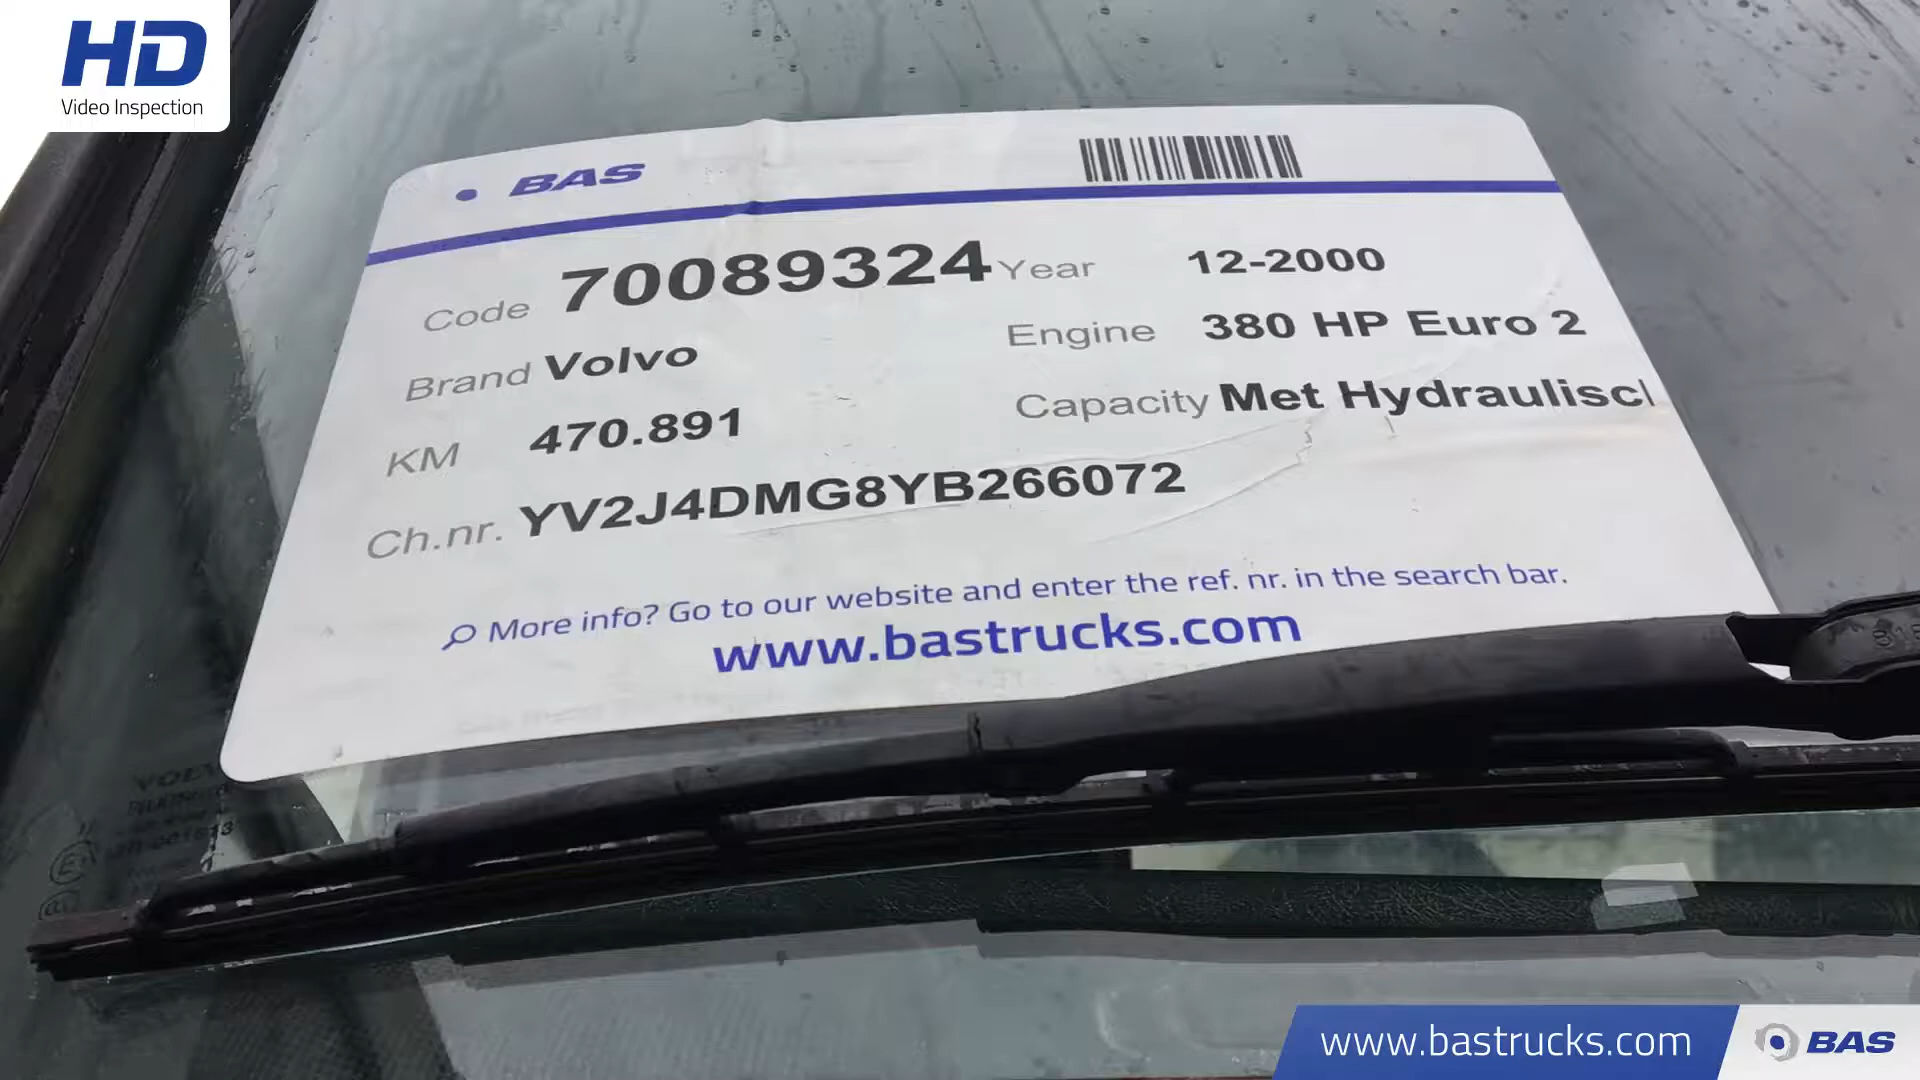 HD
Video Inspection
BAS
Code 70089324 Year 12-2000
Brand Volvo Engine 380 HP Euro 2
KM 470.891 Capacity Met Hydraulisc
Ch.nr. YV2J4DMG8YB266072
More info? Go to our website and enter the ref. nr. in the search bar.
www.bastrucks.com
VOLV
www.bastrucks.com BAS